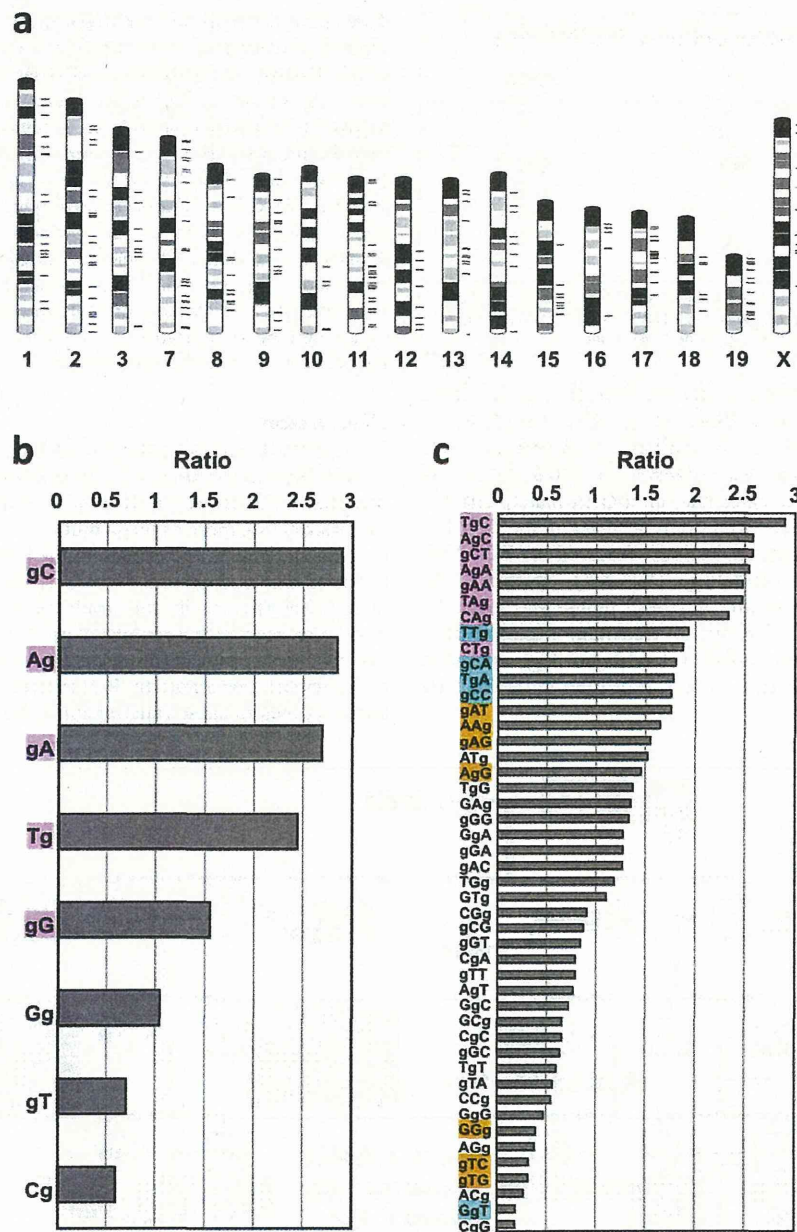 a
1 2 3 7 8 9 10 11 12 13 14 15 16 17 18 19 X
b
Ratio
0 0.5 1 1.5 2 2.5 3
gC
Ag
gA
Tg
gG
Gg
gT
Cg
c
Ratio
0 0.5 1 1.5 2 2.5 3
TgC
AgC
gCT
AgA
gAA
TAg
CAg
TTg
CTg
gCA
TgA
gCC
gAT
AAg
gAG
ATg
AgG
TgG
GAg
gGG
GgA
gGA
gAC
TGg
GTg
CGg
gCG
gGT
CgA
gTT
AgT
GgC
GCg
CgC
gGC
TgT
gTA
CCg
GgG
GGg
AGg
gTC
gTG
ACg
GgT
CgG